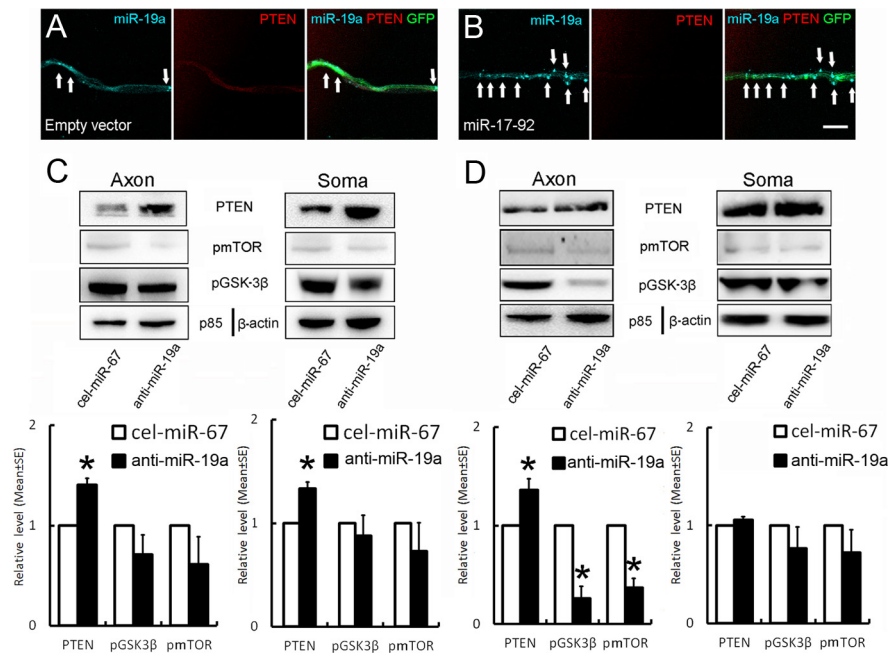 A
miR-19a
PTEN
miR-19a PTEN GFP
Empty vector
B
miR-19a
PTEN
miR-19a PTEN GFP
miR-17-92
C
Axon
Soma
PTEN
pmTOR
pGSK-3β
p85 β-actin
cel-miR-67
anti-miR-19a
cel-miR-67
anti-miR-19a
D
Axon
Soma
PTEN
pmTOR
pGSK-3β
p85 β-actin
cel-miR-67
anti-miR-19a
cel-miR-67
anti-miR-19a
Relative level (Mean±SE)
2
1
0
cel-miR-67
anti-miR-19a
*
PTEN pGSK3β pmTOR
Relative level (Mean±SE)
2
1
0
cel-miR-67
anti-miR-19a
*
PTEN pGSK3β pmTOR
Relative level (Mean±SE)
2
1
0
cel-miR-67
anti-miR-19a
*
*
*
PTEN pGSK3β pmTOR
Relative level (Mean±SE)
2
1
0
cel-miR-67
anti-miR-19a
PTEN pGSK3β pmTOR